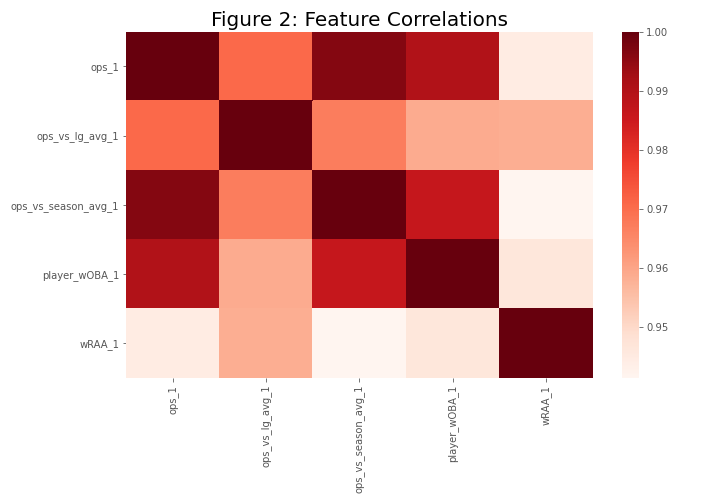 Figure 2: Feature Correlations
ops_1
ops_vs_lg_avg_1
ops_vs_season_avg_1
player_wOBA_1
wRAA_1
ops_1
ops_vs_lg_avg_1
ops_vs_season_avg_1
player_wOBA_1
wRAA_1
1.00
0.99
0.98
0.97
0.96
0.95